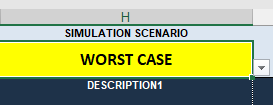 H
SIMULATION SCENARIO
WORST CASE
DESCRIPTION1